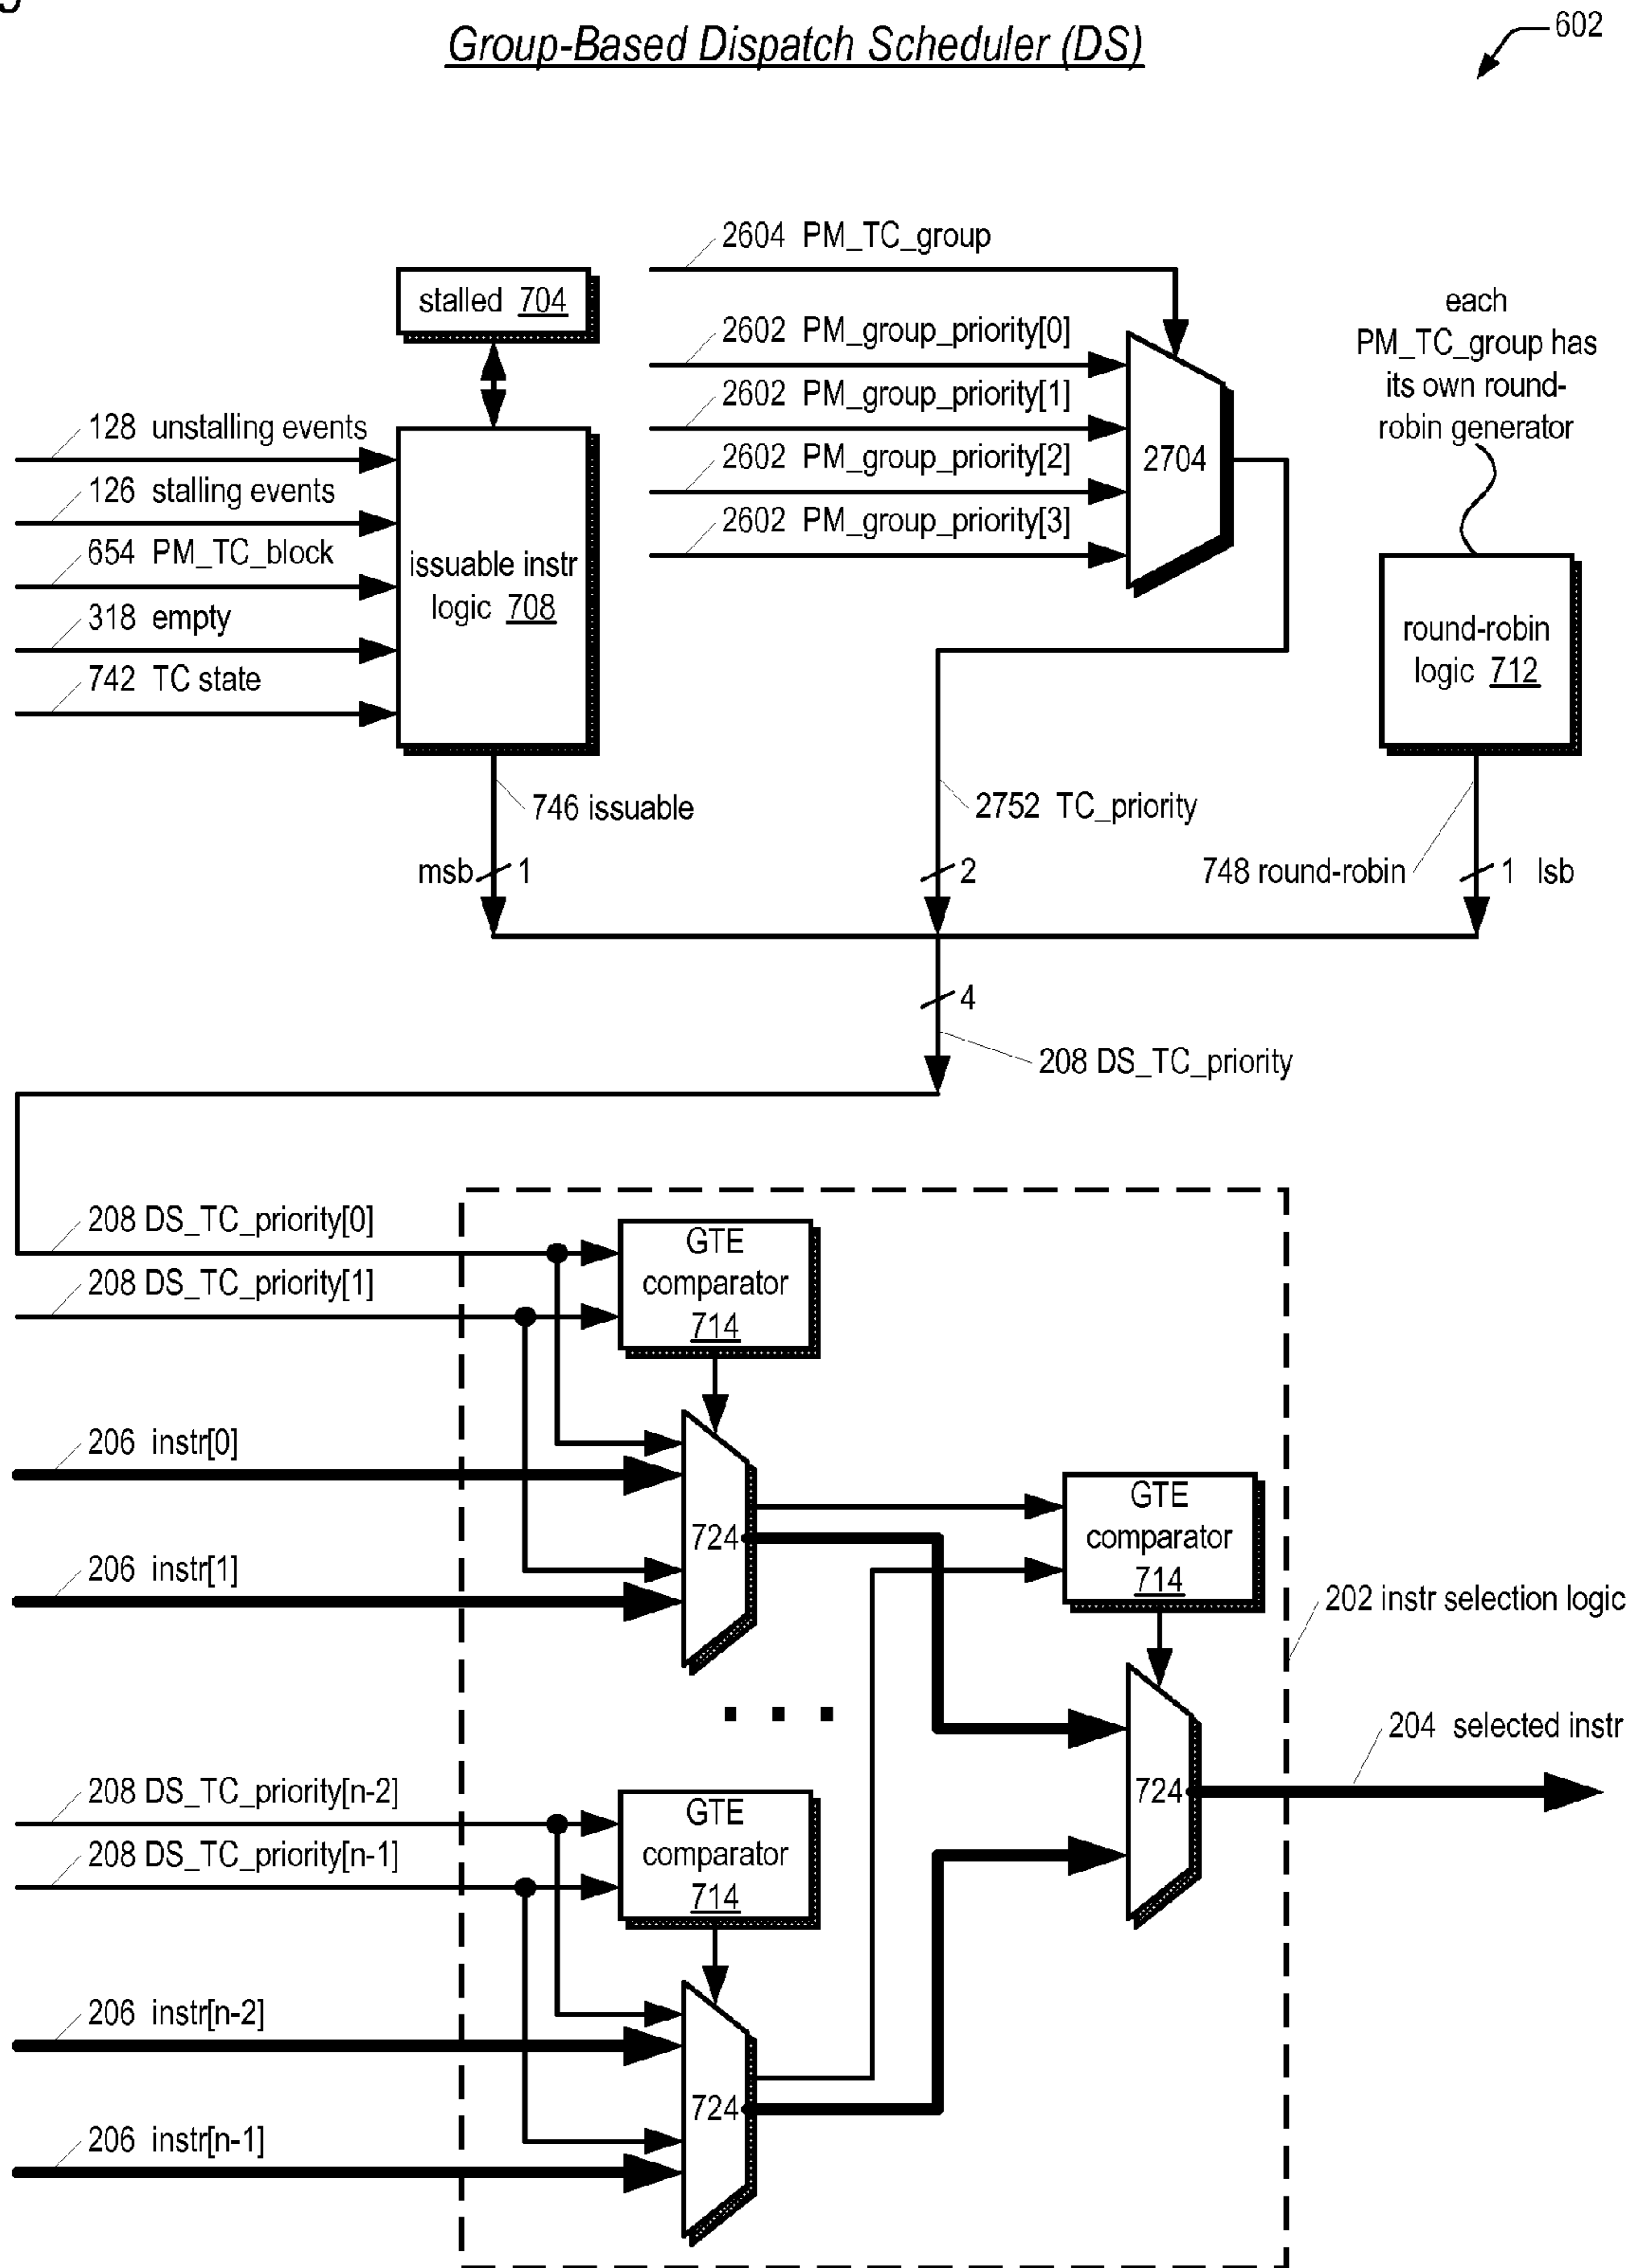 Group-Based Dispatch Scheduler (DS)
602
2604 PM_TC_group
stalled 704
2602 PM_group_priority[0]
2602 PM_group_priority[1]
2602 PM_group_priority[2]
2602 PM_group_priority[3]
2704
each
PM_TC_group has
its own round-
robin generator
128 unstalling events
126 stalling events
654 PM_TC_block
318 empty
742 TC state
issuable instr
logic 708
round-robin
logic 712
746 issuable
2752 TC_priority
msb 1
2
748 round-robin
1 lsb
4
208 DS_TC_priority
208 DS_TC_priority[0]
208 DS_TC_priority[1]
GTE
comparator
714
206 instr[0]
206 instr[1]
724
GTE
comparator
714
202 instr selection logic
204 selected instr
724
208 DS_TC_priority[n-2]
208 DS_TC_priority[n-1]
GTE
comparator
714
206 instr[n-2]
206 instr[n-1]
724